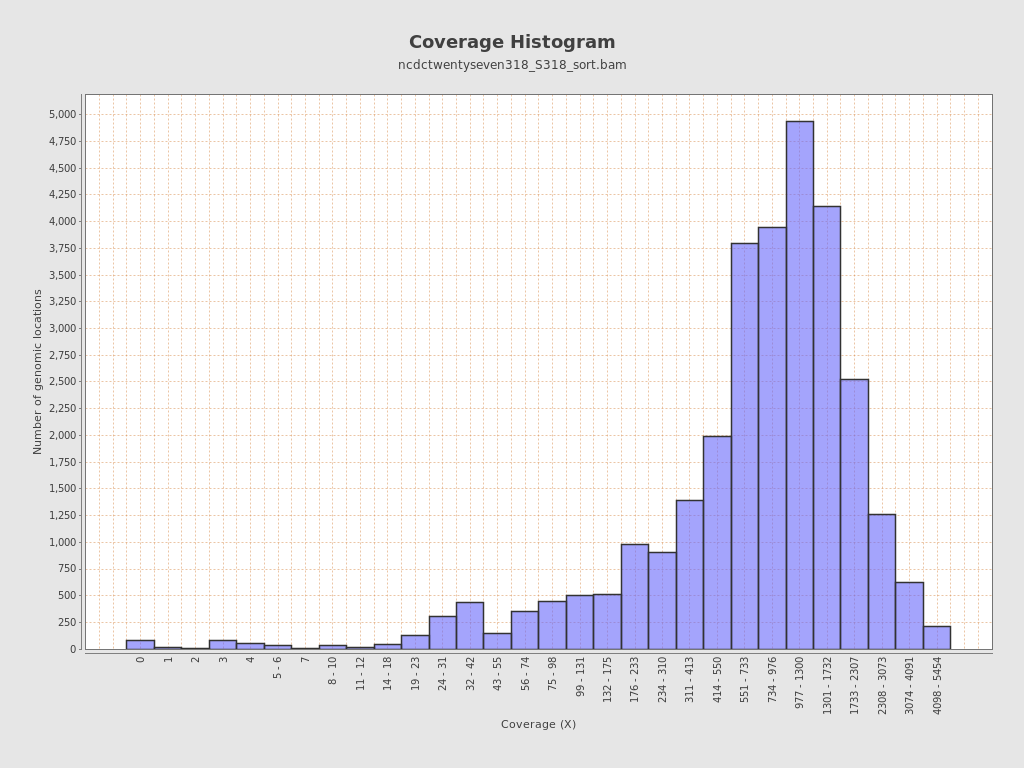 Coverage Histogram
ncdctwentyseven318_S318_sort.bam
Number of genomic locations
5,000
4,750
4,500
4,250
4,000
3,750
3,500
3,250
3,000
2,750
2,500
2,250
2,000
1,750
1,500
1,250
1,000
750
500
250
0
0
1
2
3
4
5 - 6
7
8 - 10
11 - 12
14 - 18
19 - 23
24 - 31
32 - 42
43 - 55
56 - 74
75 - 98
99 - 131
132 - 175
176 - 233
234 - 310
311 - 413
414 - 550
551 - 733
734 - 976
977 - 1300
1301 - 1732
1733 - 2307
2308 - 3073
3074 - 4091
4098 - 5454
Coverage (X)